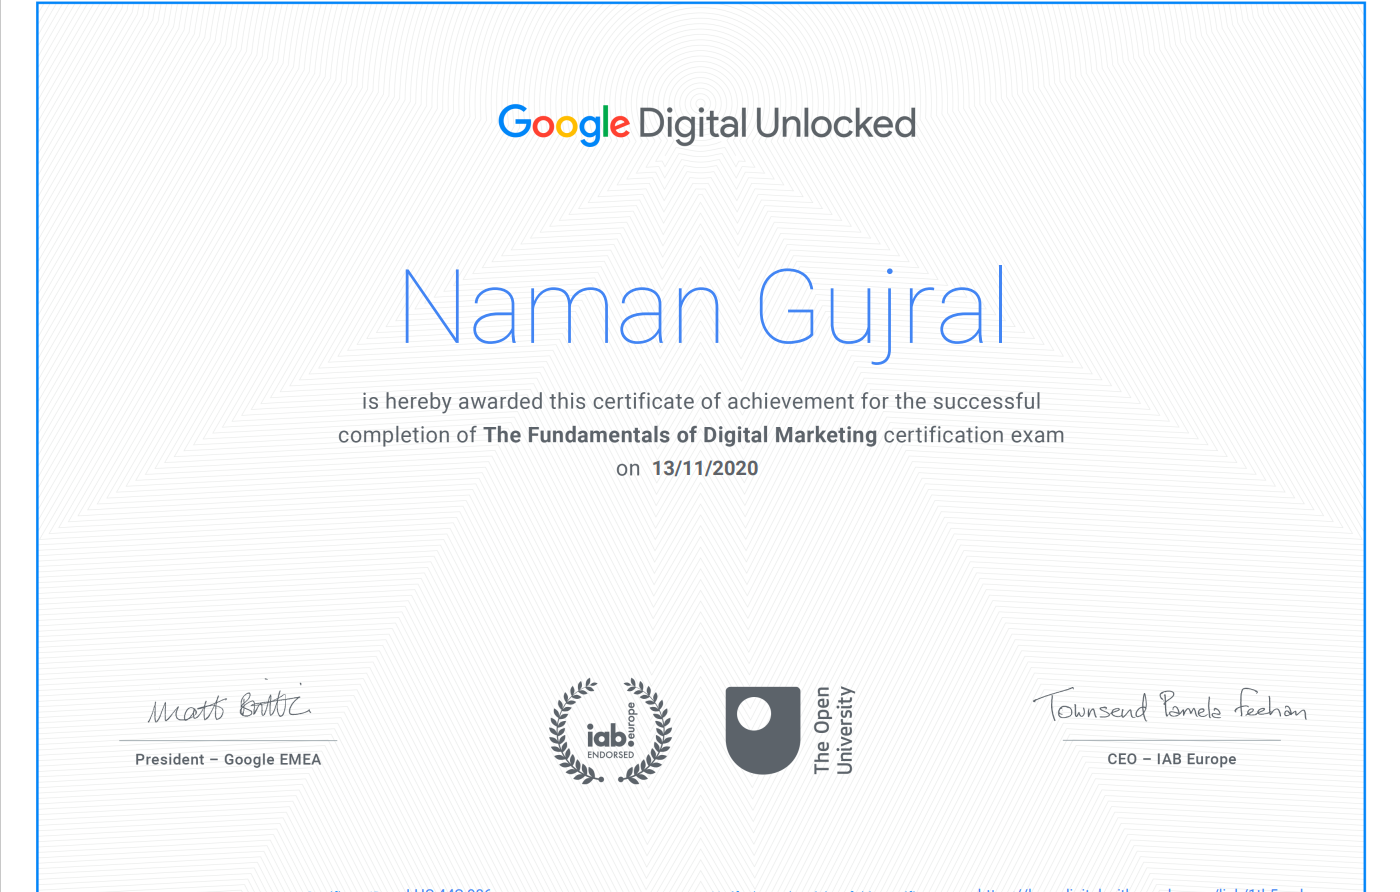 Google Digital Unlocked
Naman Gujral
is hereby awarded this certificate of achievement for the successful
completion of The Fundamentals of Digital Marketing certification exam
on 13/11/2020
Matt Brittin
President – Google EMEA
iab.europe
ENDORSED
The Open
University
Townsend Pamela Feehan
CEO – IAB Europe